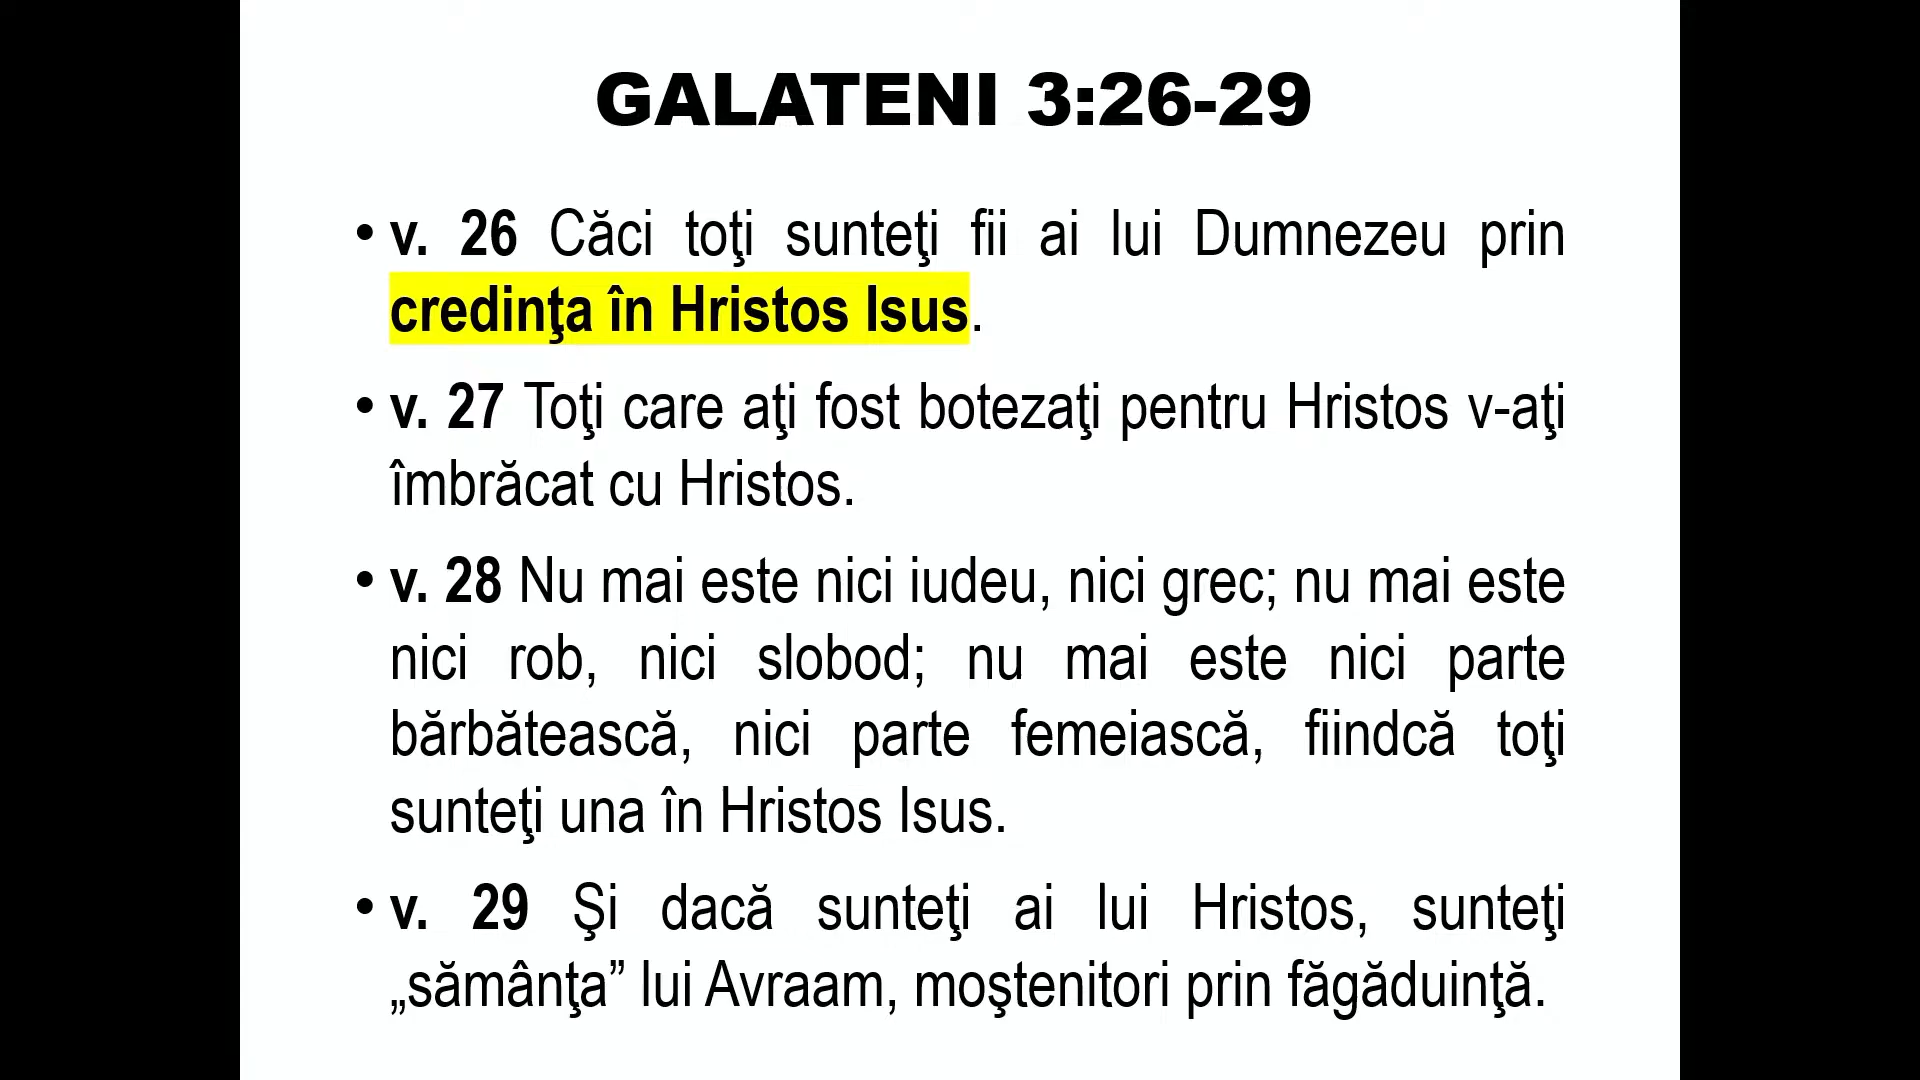 GALATENI 3:26-29
• v. 26 Căci toţi sunteţi fii ai lui Dumnezeu prin
credinţa în Hristos Isus.
• v. 27 Toţi care aţi fost botezaţi pentru Hristos v-aţi
îmbrăcat cu Hristos.
• v. 28 Nu mai este nici iudeu, nici grec; nu mai este
nici rob, nici slobod; nu mai este nici parte
bărbătească, nici parte femeiască, fiindcă toţi
sunteţi una în Hristos Isus.
• v. 29 Şi dacă sunteţi ai lui Hristos, sunteţi
„sămânţa” lui Avraam, moştenitori prin făgăduinţă.